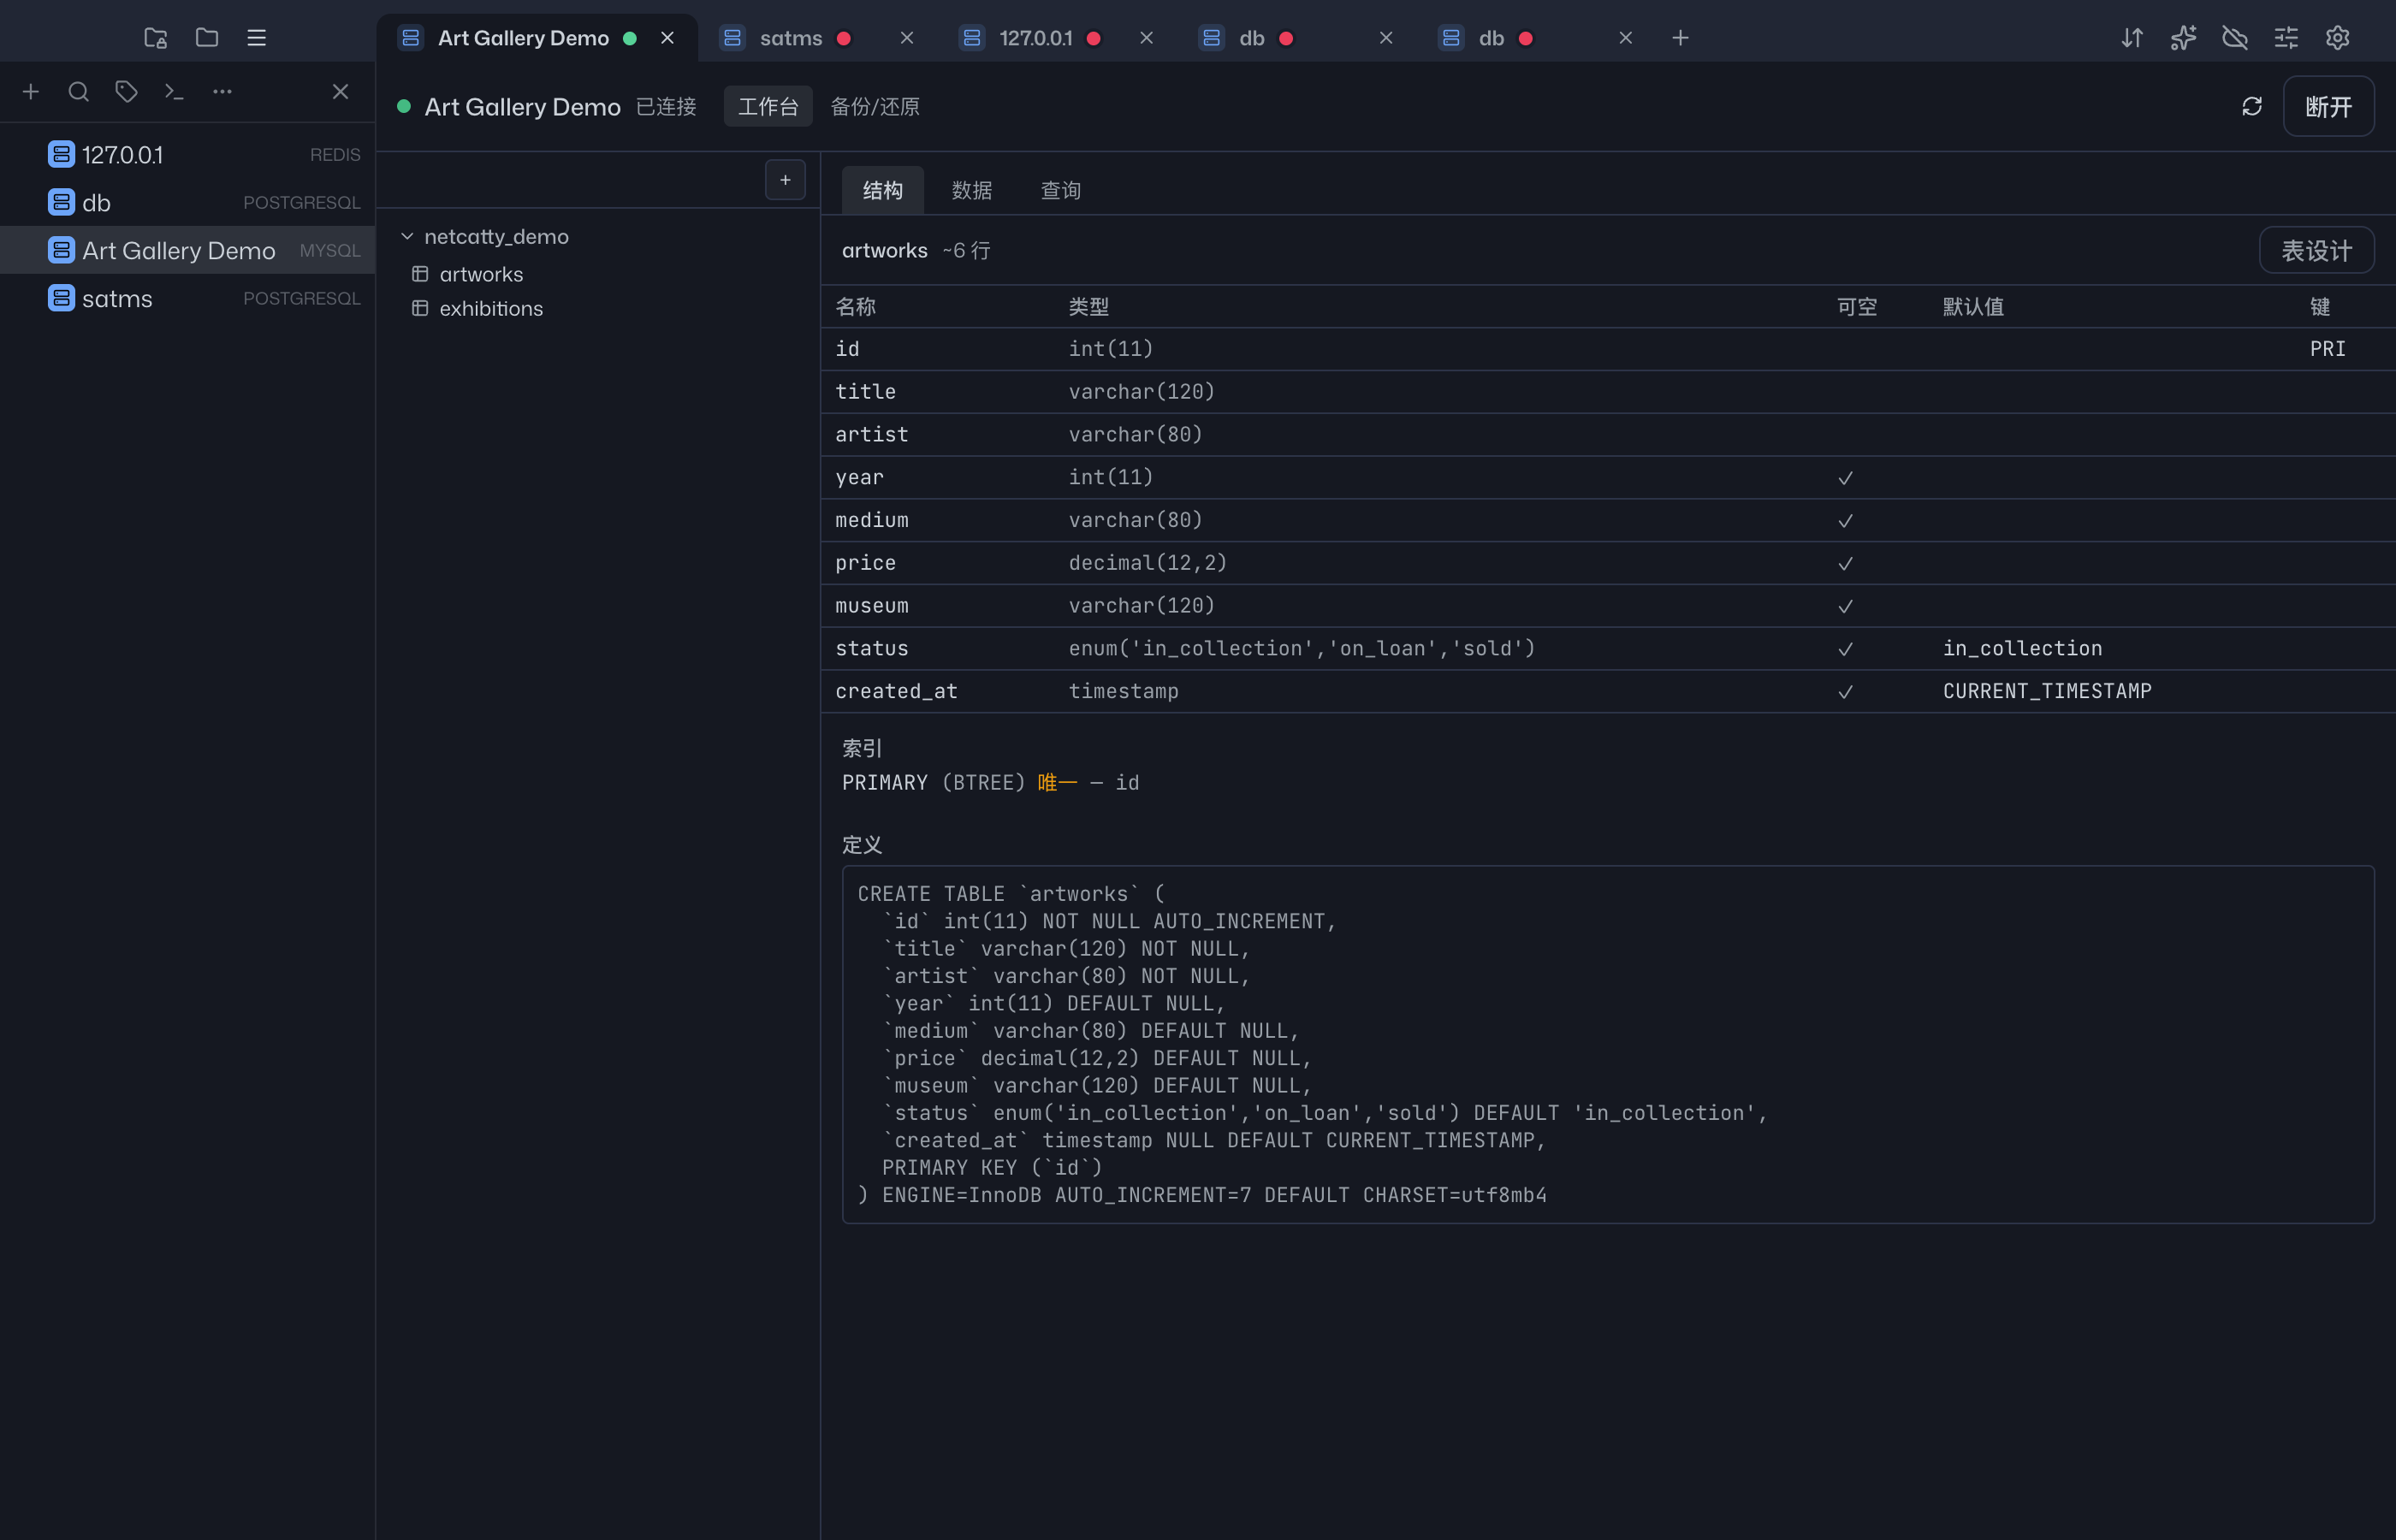 Art Gallery Demo
satms
127.0.0.1
db
db
127.0.0.1 REDIS
db POSTGRESQL
Art Gallery Demo MYSQL
satms POSTGRESQL
Art Gallery Demo 已连接 工作台 备份/还原 断开
netcatty_demo
artworks
exhibitions
结构 数据 查询
artworks ~6 行 表设计
名称 类型 可空 默认值 键
id int(11) PRI
title varchar(120)
artist varchar(80)
year int(11) ✓
medium varchar(80) ✓
price decimal(12,2) ✓
museum varchar(120) ✓
status enum('in_collection','on_loan','sold') ✓ in_collection
created_at timestamp ✓ CURRENT_TIMESTAMP
索引
PRIMARY (BTREE) 唯一 — id
定义
CREATE TABLE `artworks` (
  `id` int(11) NOT NULL AUTO_INCREMENT,
  `title` varchar(120) NOT NULL,
  `artist` varchar(80) NOT NULL,
  `year` int(11) DEFAULT NULL,
  `medium` varchar(80) DEFAULT NULL,
  `price` decimal(12,2) DEFAULT NULL,
  `museum` varchar(120) DEFAULT NULL,
  `status` enum('in_collection','on_loan','sold') DEFAULT 'in_collection',
  `created_at` timestamp NULL DEFAULT CURRENT_TIMESTAMP,
  PRIMARY KEY (`id`)
) ENGINE=InnoDB AUTO_INCREMENT=7 DEFAULT CHARSET=utf8mb4